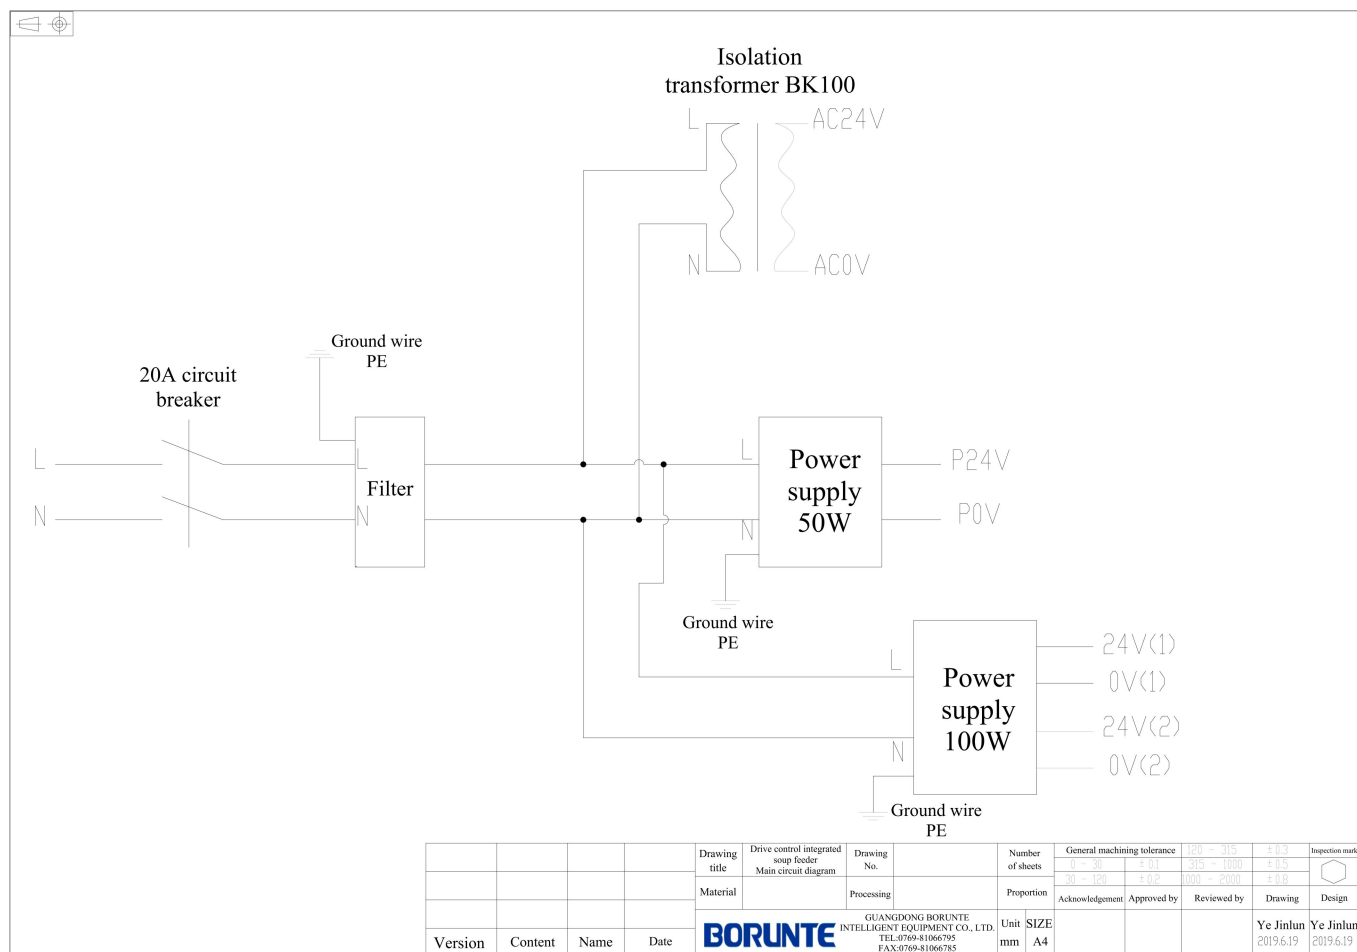 Isolation
transformer BK100
L
AC24V
N
AC0V
Ground wire
PE
20A circuit
breaker
L
L
L
Power
supply
50W
P24V
Filter
N
N
N
P0V
Ground wire
PE
L
Power
supply
100W
24V(1)
0V(1)
24V(2)
0V(2)
N
Ground wire
PE
Drawing
title
Drive control integrated
soup feeder
Main circuit diagram
Drawing
No.
Number
of sheets
General machining tolerance
120 - 315
±0.3
Inspection mark
0 - 30
±0.1
315 - 1000
±0.5
30 - 120
±0.2
1000 - 2000
±0.8
Material
Processing
Proportion
Acknowledgement
Approved by
Reviewed by
Drawing
Design
BORUNTE
GUANGDONG BORUNTE
INTELLIGENT EQUIPMENT CO., LTD.
TEL:0769-81066795
FAX:0769-81066785
Unit
mm
SIZE
A4
Ye Jinlun
2019.6.19
Ye Jinlun
2019.6.19
Version
Content
Name
Date